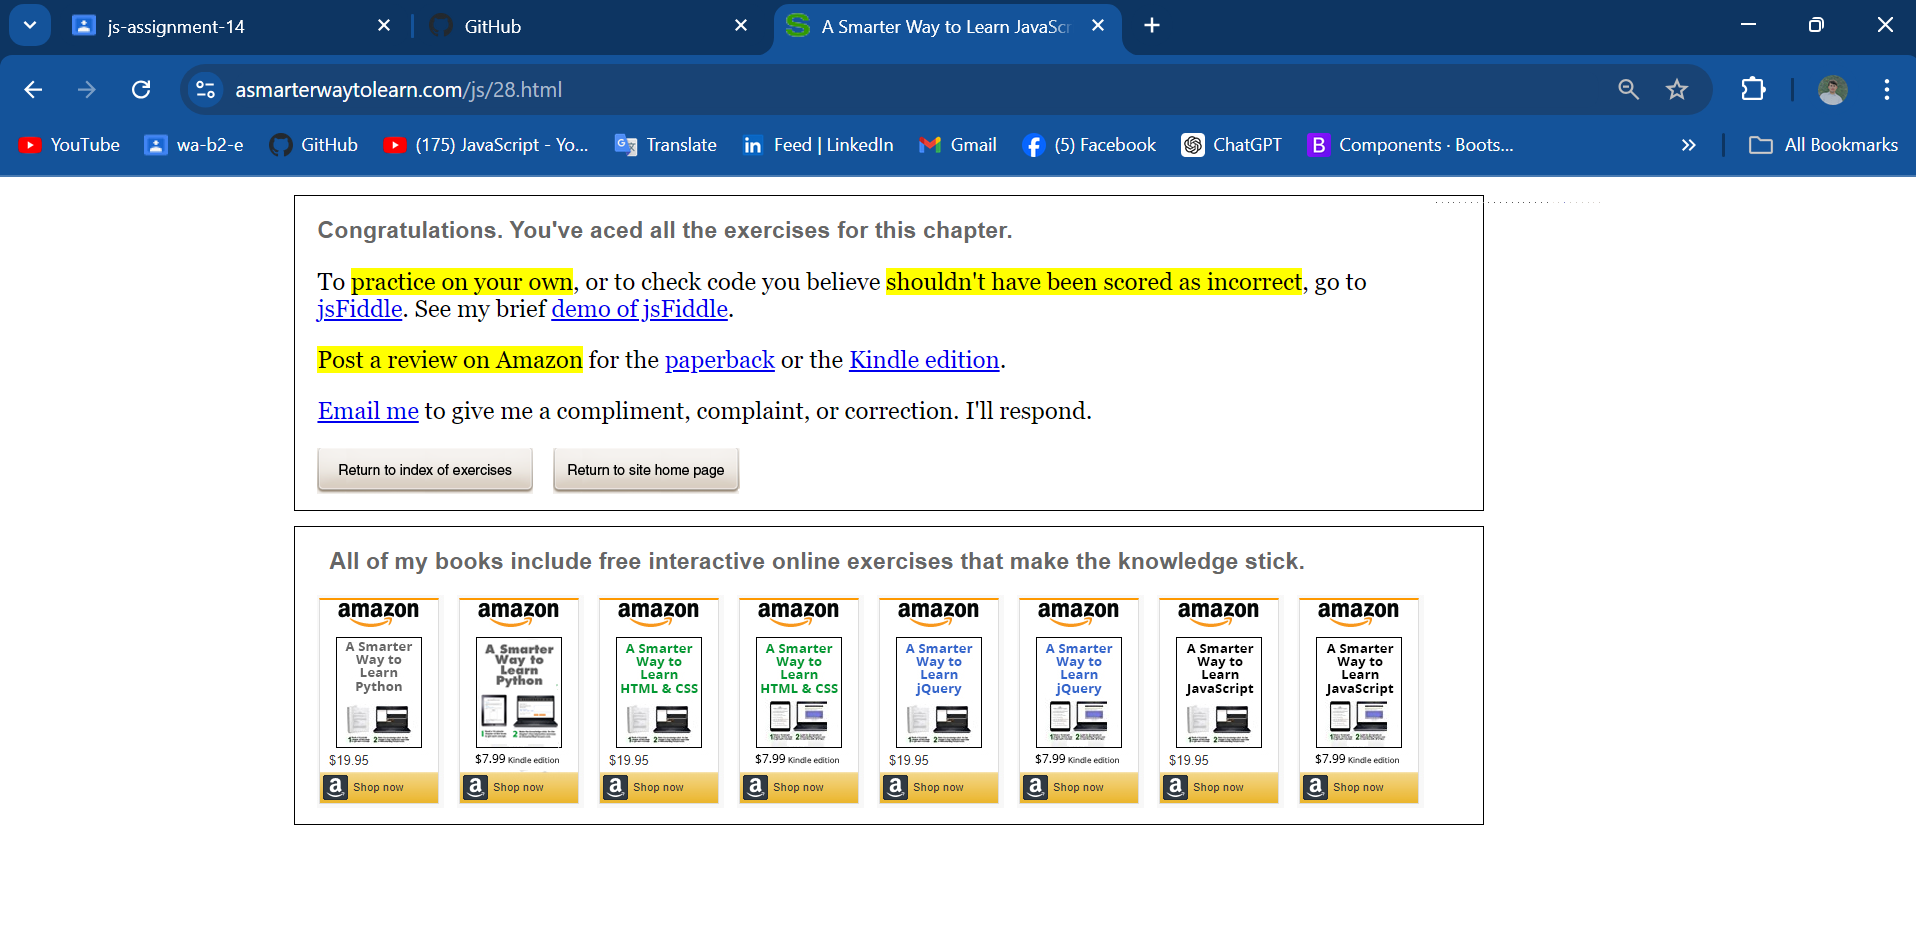 js-assignment-14
GitHub
A Smarter Way to Learn JavaScr
asmarterwaytolearn.com/js/28.html
YouTube
wa-b2-e
GitHub
(175) JavaScript - Yo...
Translate
Feed | LinkedIn
Gmail
(5) Facebook
ChatGPT
B Components · Boots...
All Bookmarks
Congratulations. You've aced all the exercises for this chapter.
To practice on your own, or to check code you believe shouldn't have been scored as incorrect, go to
jsFiddle. See my brief demo of jsFiddle.
Post a review on Amazon for the paperback or the Kindle edition.
Email me to give me a compliment, complaint, or correction. I'll respond.
Return to index of exercises
Return to site home page
All of my books include free interactive online exercises that make the knowledge stick.
amazon
A Smarter
Way to
Learn
Python
$19.95
a Shop now
amazon
A Smarter
Way to
Learn
Python
$7.99 Kindle edition
a Shop now
amazon
A Smarter
Way to
Learn
HTML & CSS
$19.95
a Shop now
amazon
A Smarter
Way to
Learn
HTML & CSS
$7.99 Kindle edition
a Shop now
amazon
A Smarter
Way to
Learn
jQuery
$19.95
a Shop now
amazon
A Smarter
Way to
Learn
jQuery
$7.99 Kindle edition
a Shop now
amazon
A Smarter
Way to
Learn
JavaScript
$19.95
a Shop now
amazon
A Smarter
Way to
Learn
JavaScript
$7.99 Kindle edition
a Shop now